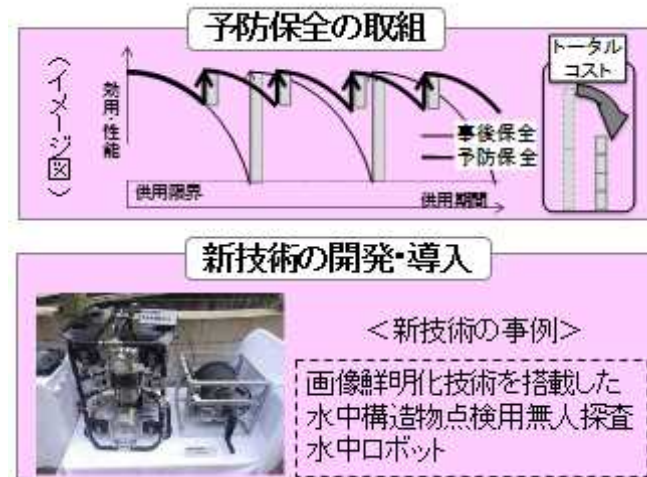 予防保全の取組
(イメージ図)
効用・性能
トータル
コスト
事後保全
予防保全
供用限界
供用期間
新技術の開発・導入
<新技術の事例>
画像鮮明化技術を搭載した
水中構造物点検用無人探査
水中ロボット